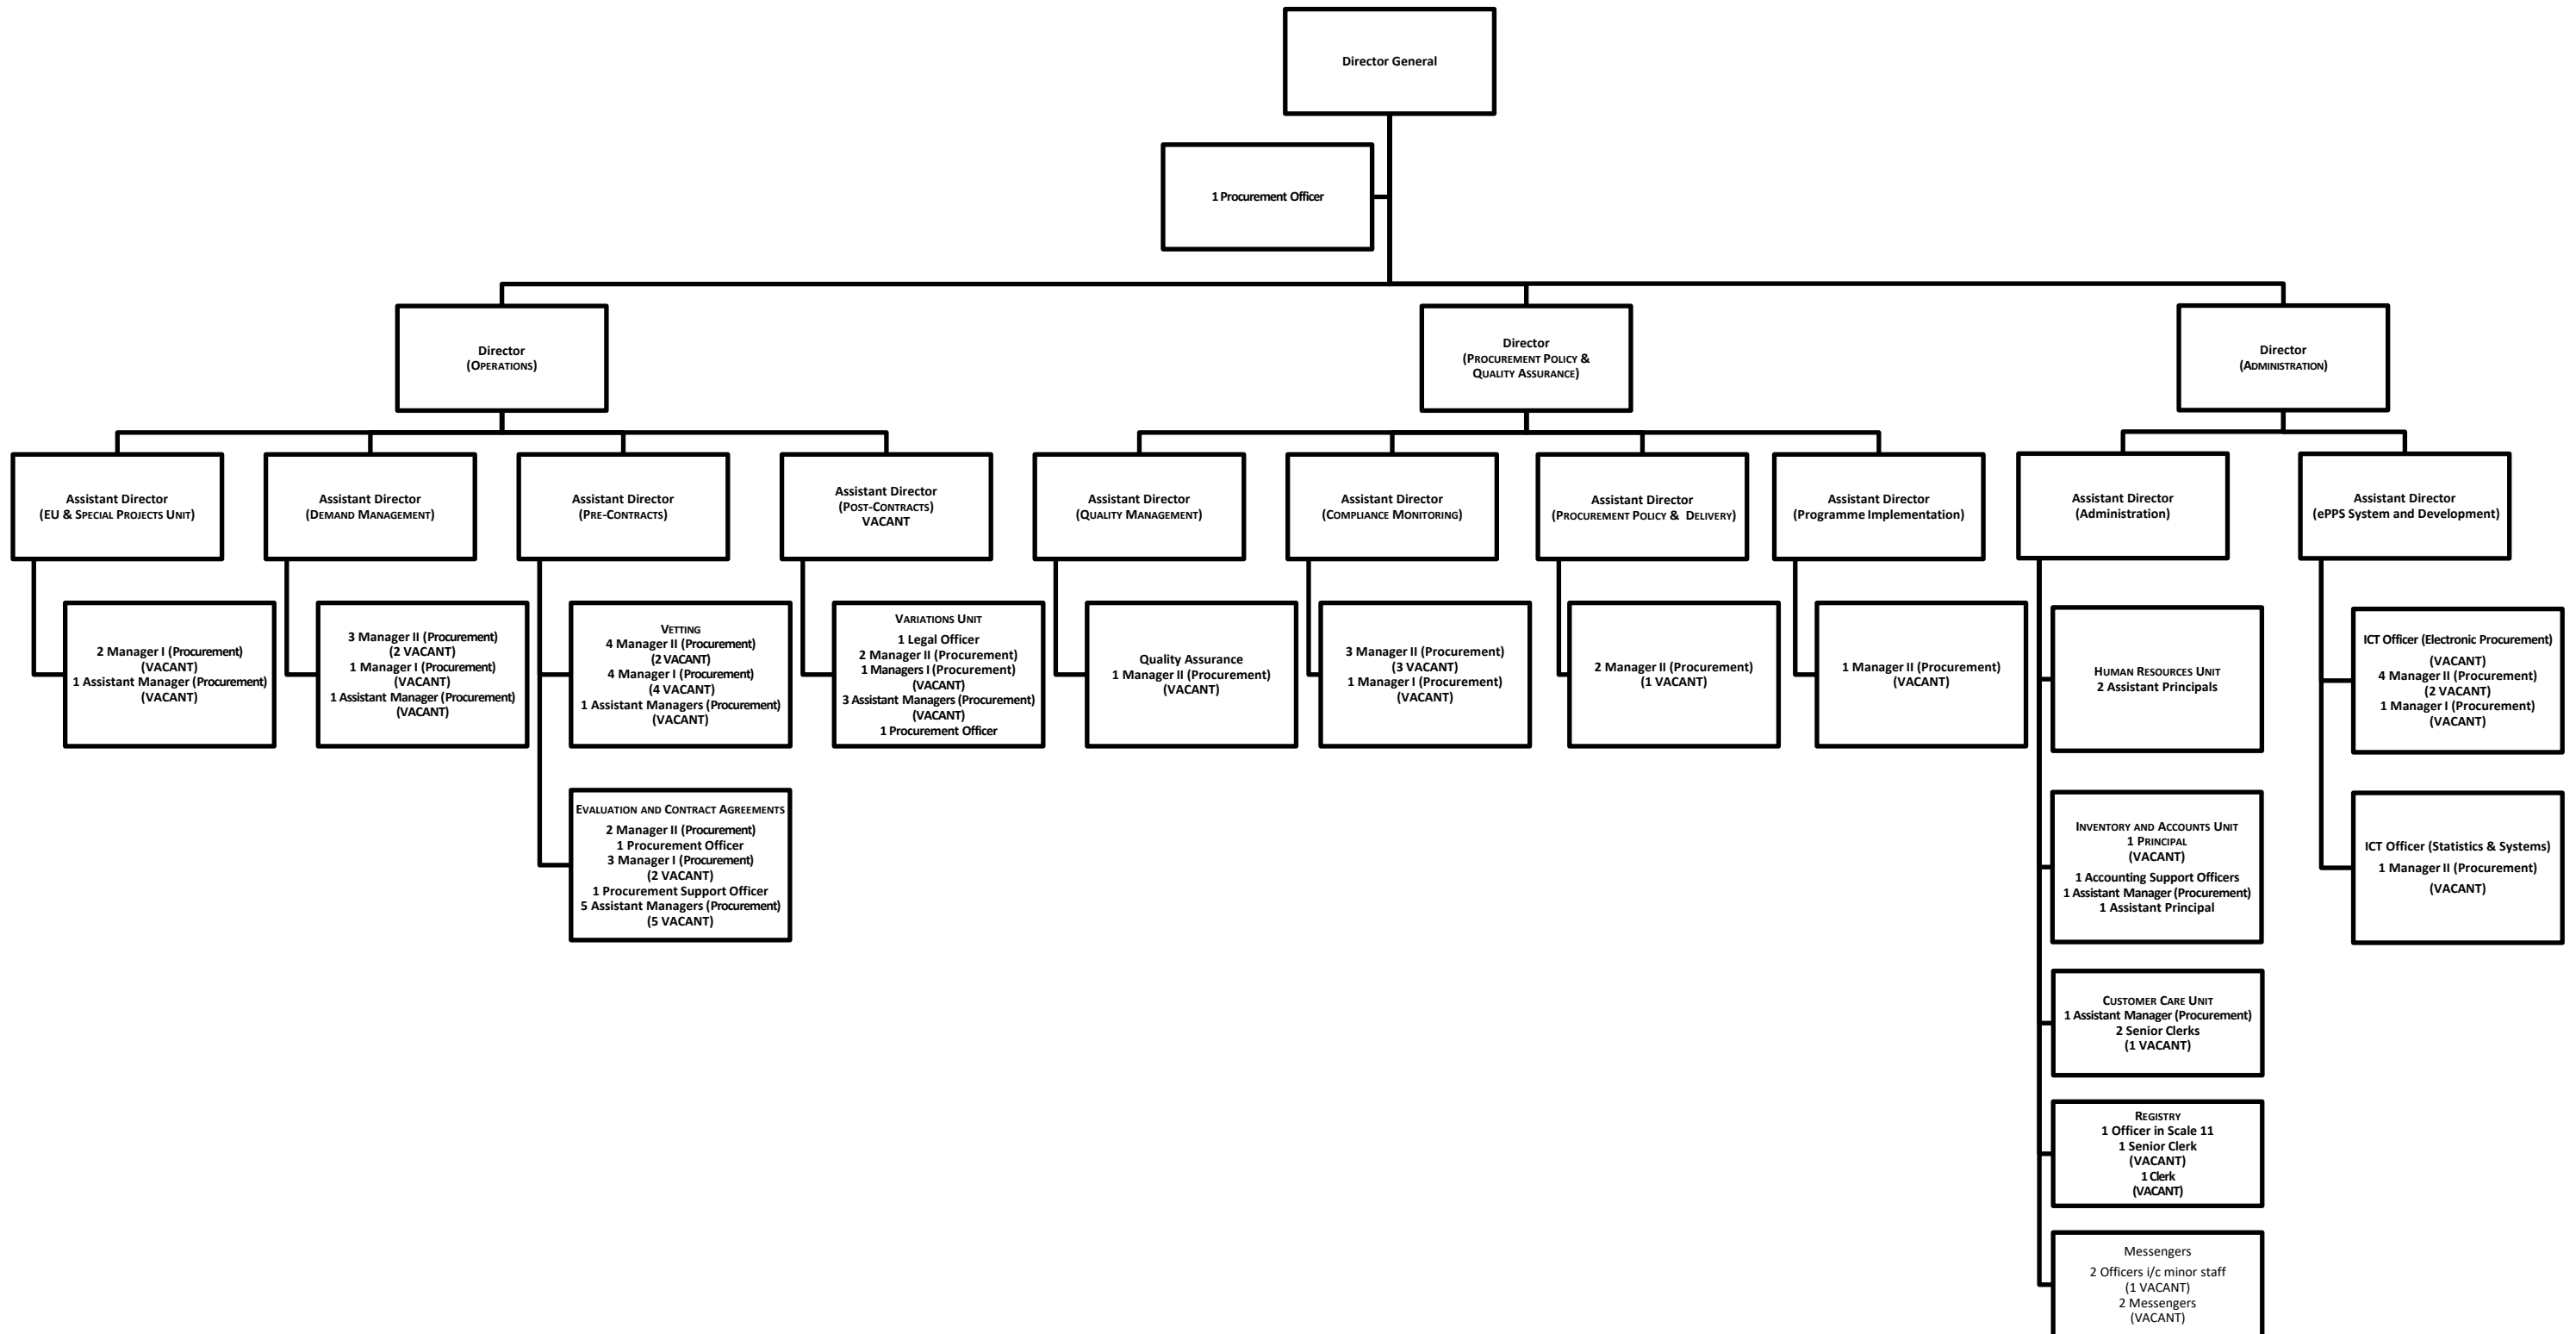 Director General
1 Procurement Officer
Director
(OPERATIONS)
Director
(PROCUREMENT POLICY &
QUALITY ASSURANCE)
Director
(ADMINISTRATION)
Assistant Director
(EU & SPECIAL PROJECTS UNIT)
Assistant Director
(DEMAND MANAGEMENT)
Assistant Director
(PRE-CONTRACTS)
Assistant Director
(POST-CONTRACTS)
VACANT
Assistant Director
(QUALITY MANAGEMENT)
Assistant Director
(COMPLIANCE MONITORING)
Assistant Director
(PROCUREMENT POLICY & DELIVERY)
Assistant Director
(Programme Implementation)
Assistant Director
(Administration)
Assistant Director
(ePPS System and Development)
2 Manager I (Procurement)
(VACANT)
1 Assistant Manager (Procurement)
(VACANT)
3 Manager II (Procurement)
(2 VACANT)
1 Manager I (Procurement)
(VACANT)
1 Assistant Manager (Procurement)
(VACANT)
VETTING
4 Manager II (Procurement)
(2 VACANT)
4 Manager I (Procurement)
(4 VACANT)
1 Assistant Managers (Procurement)
(VACANT)
VARIATIONS UNIT
1 Legal Officer
2 Manager II (Procurement)
1 Managers I (Procurement)
(VACANT)
3 Assistant Managers (Procurement)
(VACANT)
1 Procurement Officer
Quality Assurance
1 Manager II (Procurement)
(VACANT)
3 Manager II (Procurement)
(3 VACANT)
1 Manager I (Procurement)
(VACANT)
2 Manager II (Procurement)
(1 VACANT)
1 Manager II (Procurement)
(VACANT)
HUMAN RESOURCES UNIT
2 Assistant Principals
ICT Officer (Electronic Procurement)
(VACANT)
4 Manager II (Procurement)
(2 VACANT)
1 Manager I (Procurement)
(VACANT)
EVALUATION AND CONTRACT AGREEMENTS
2 Manager II (Procurement)
1 Procurement Officer
3 Manager I (Procurement)
(2 VACANT)
1 Procurement Support Officer
5 Assistant Managers (Procurement)
(5 VACANT)
INVENTORY AND ACCOUNTS UNIT
1 PRINCIPAL
(VACANT)
1 Accounting Support Officers
1 Assistant Manager (Procurement)
1 Assistant Principal
ICT Officer (Statistics & Systems)
1 Manager II (Procurement)
(VACANT)
CUSTOMER CARE UNIT
1 Assistant Manager (Procurement)
2 Senior Clerks
(1 VACANT)
REGISTRY
1 Officer in Scale 11
1 Senior Clerk
(VACANT)
1 Clerk
(VACANT)
Messengers
2 Officers i/c minor staff
(1 VACANT)
2 Messengers
(VACANT)